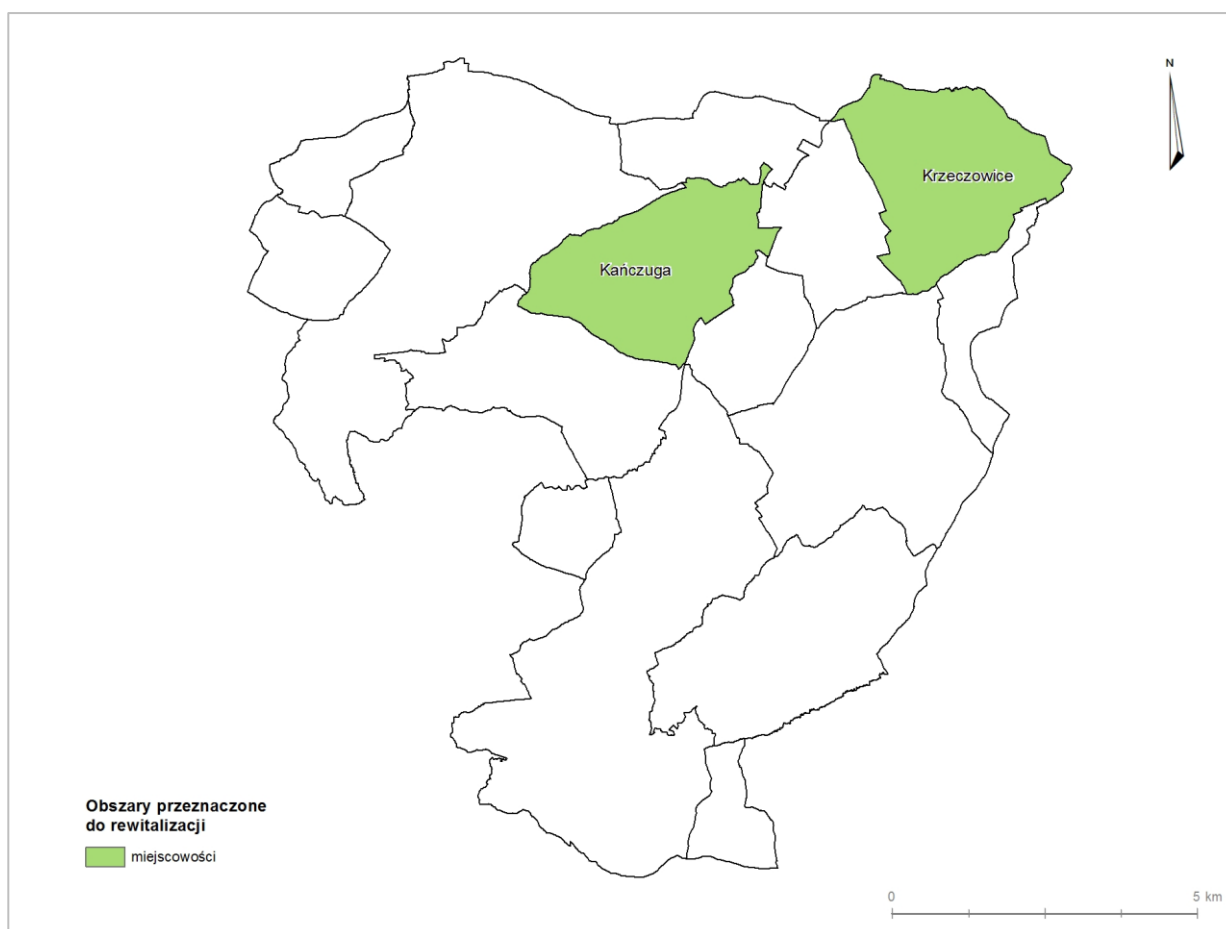 N
Krzeczowice
Kańczuga
Obszary przeznaczone
do rewitalizacji
miejscowości
0 5 km